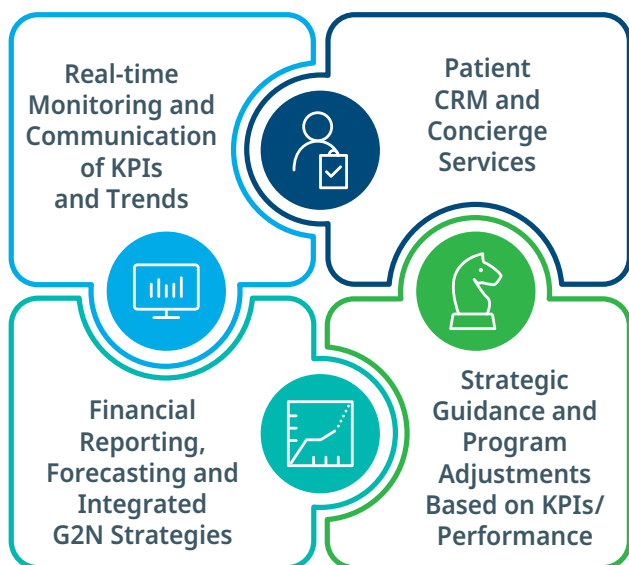 Real-time
Monitoring and
Communication
of KPIs
and Trends
Patient
CRM and
Concierge
Services
Financial
Reporting,
Forecasting and
Integrated
G2N Strategies
Strategic
Guidance and
Program
Adjustments
Based on KPIs/
Performance